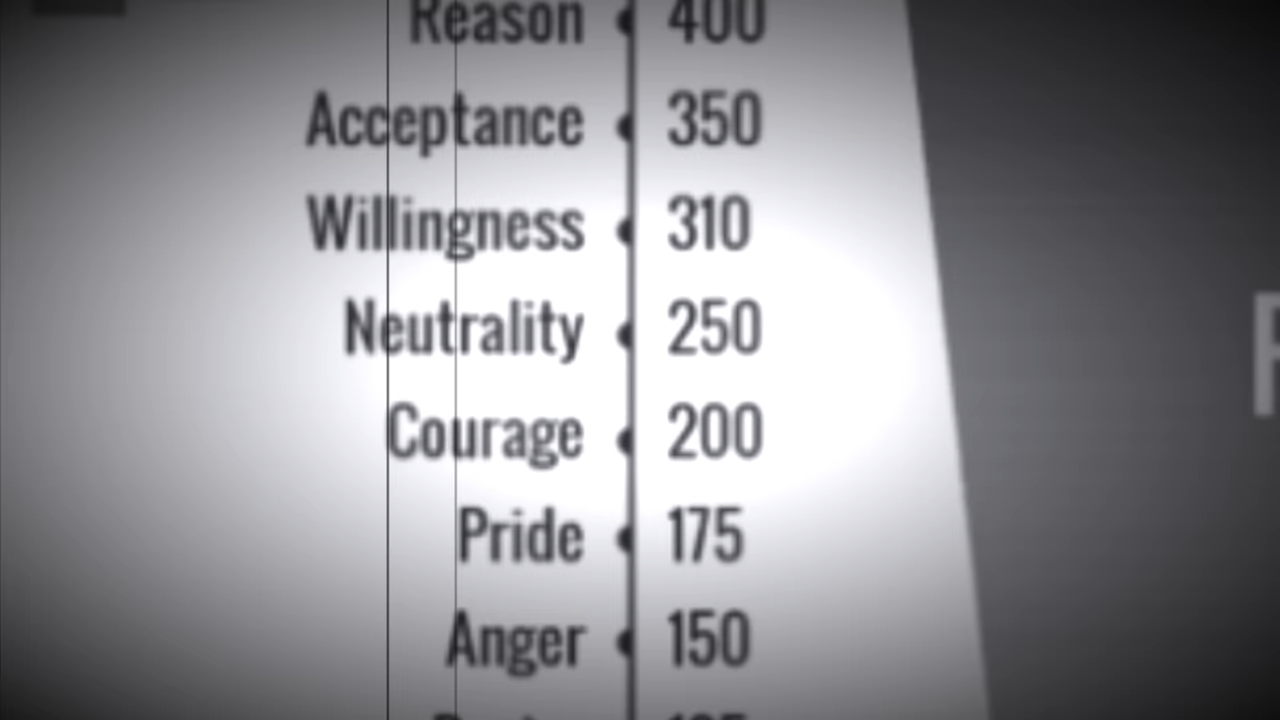 Reason 400
Acceptance 350
Willingness 310
Neutrality 250
Courage 200
Pride 175
Anger 150